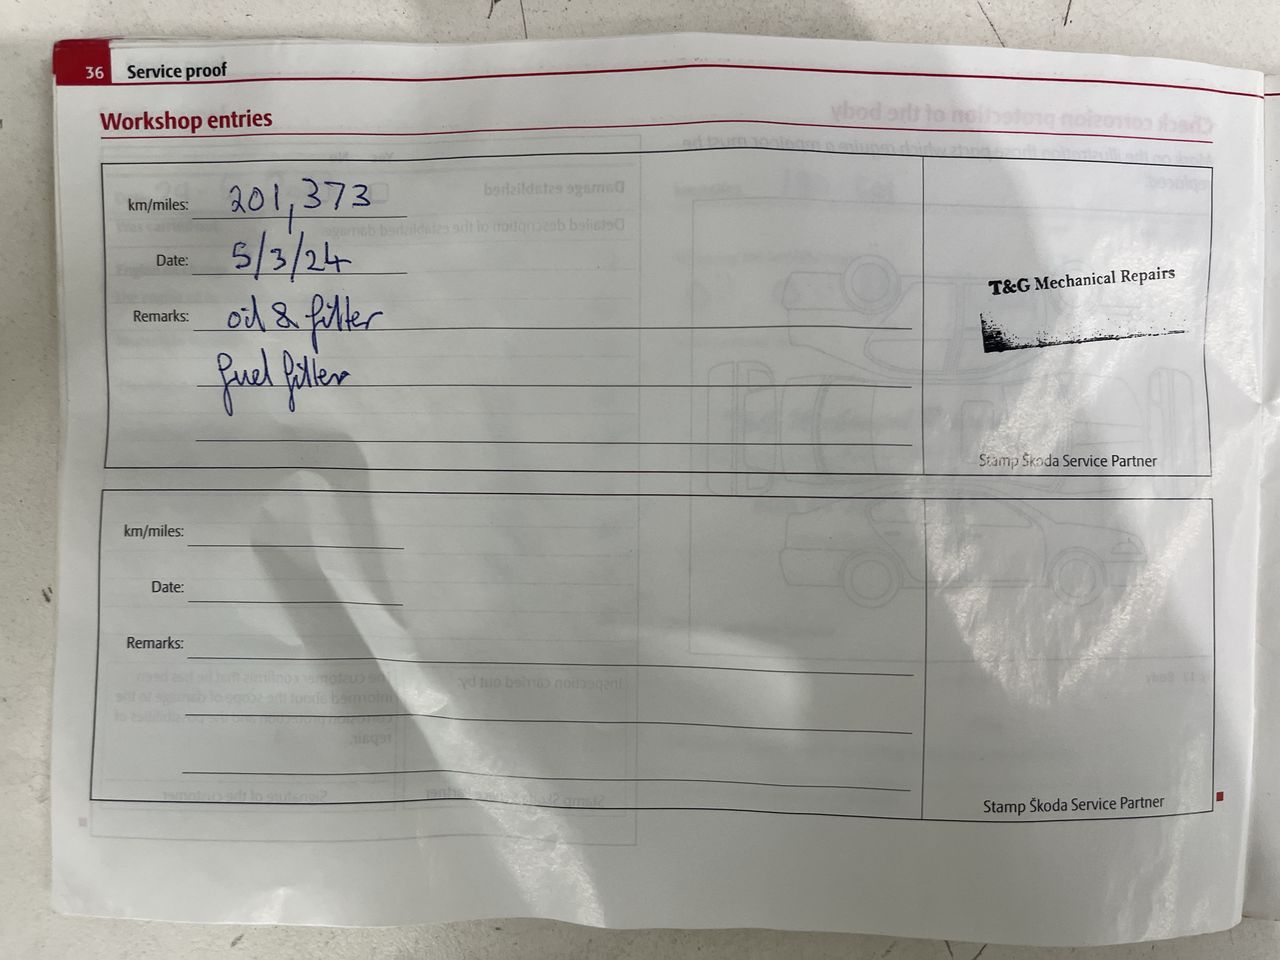 36 Service proof
Workshop entries
km/miles: 201,373
Date: 5/3/24
Remarks: oil & filter
fuel filter
T&G Mechanical Repairs
Stamp Škoda Service Partner
km/miles:
Date:
Remarks:
Stamp Škoda Service Partner